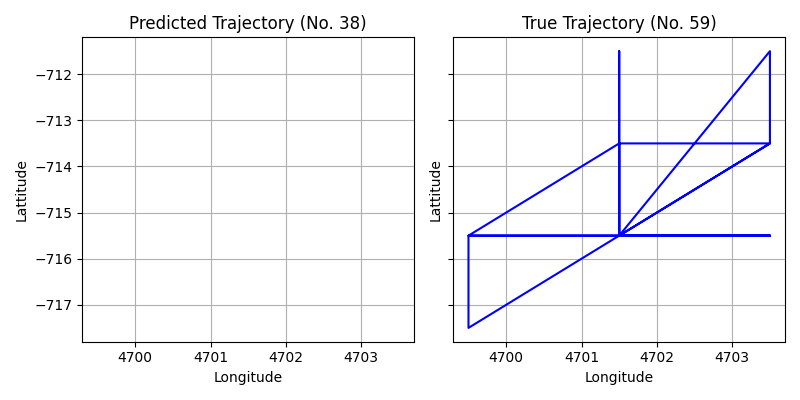 Predicted Trajectory (No. 38)
True Trajectory (No. 59)
−712
−713
−714
−715
−716
−717
Lattitude
Lattitude
4700 4701 4702 4703
4700 4701 4702 4703
Longitude
Longitude